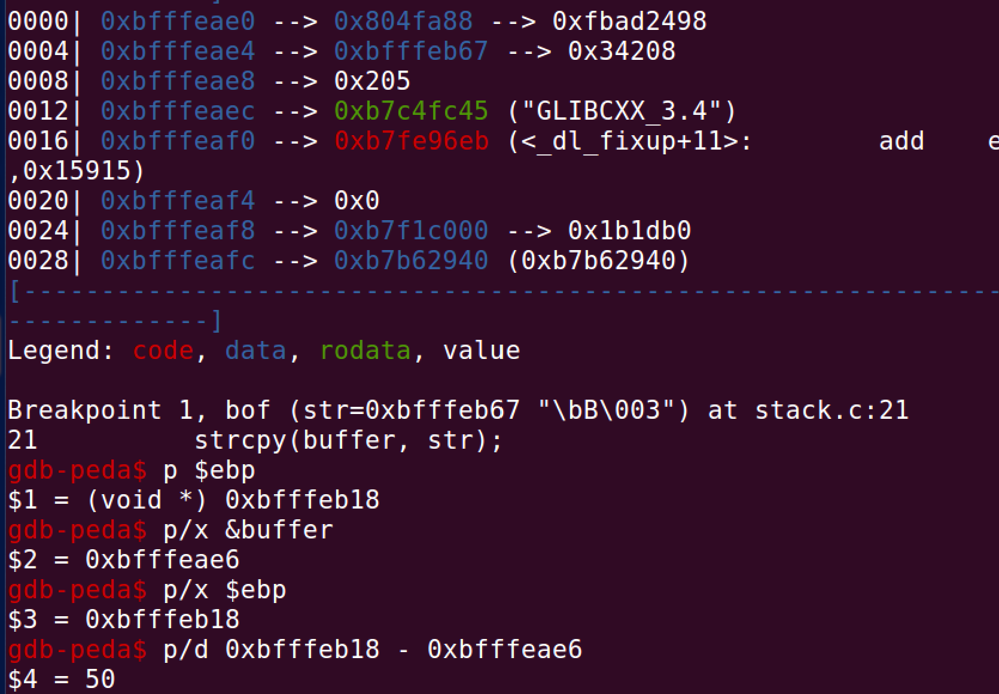 0000| 0xbfffeae0 --> 0x804fa88 --> 0xfbad2498
0004| 0xbfffeae4 --> 0xbfffeb67 --> 0x34208
0008| 0xbfffeae8 --> 0x205
0012| 0xbfffeaec --> 0xb7c4fc45 ("GLIBCXX_3.4")
0016| 0xbfffeaf0 --> 0xb7fe96eb (<_dl_fixup+11>:        add    e
,0x15915)
0020| 0xbfffeaf4 --> 0x0
0024| 0xbfffeaf8 --> 0xb7f1c000 --> 0x1b1db0
0028| 0xbfffeafc --> 0xb7b62940 (0xb7b62940)
[---------------------------------------------------------------
-------------]
Legend: code, data, rodata, value
Breakpoint 1, bof (str=0xbfffeb67 "\bB\003") at stack.c:21
21          strcpy(buffer, str);
gdb-peda$ p $ebp
$1 = (void *) 0xbfffeb18
gdb-peda$ p/x &buffer
$2 = 0xbfffeae6
gdb-peda$ p/x $ebp
$3 = 0xbfffeb18
gdb-peda$ p/d 0xbfffeb18 - 0xbfffeae6
$4 = 50